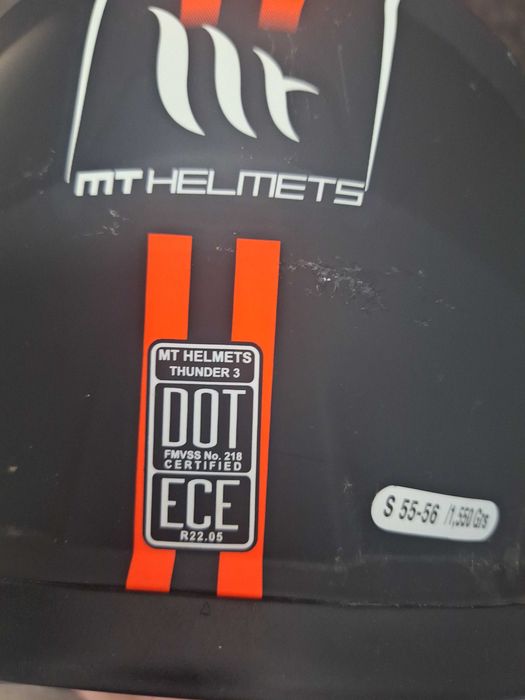 MT HELMETS
MT HELMETS
THUNDER 3
DOT
FMVSS No. 218
CERTIFIED
ECE
R22.05
S 55-56 /1,550 Grs